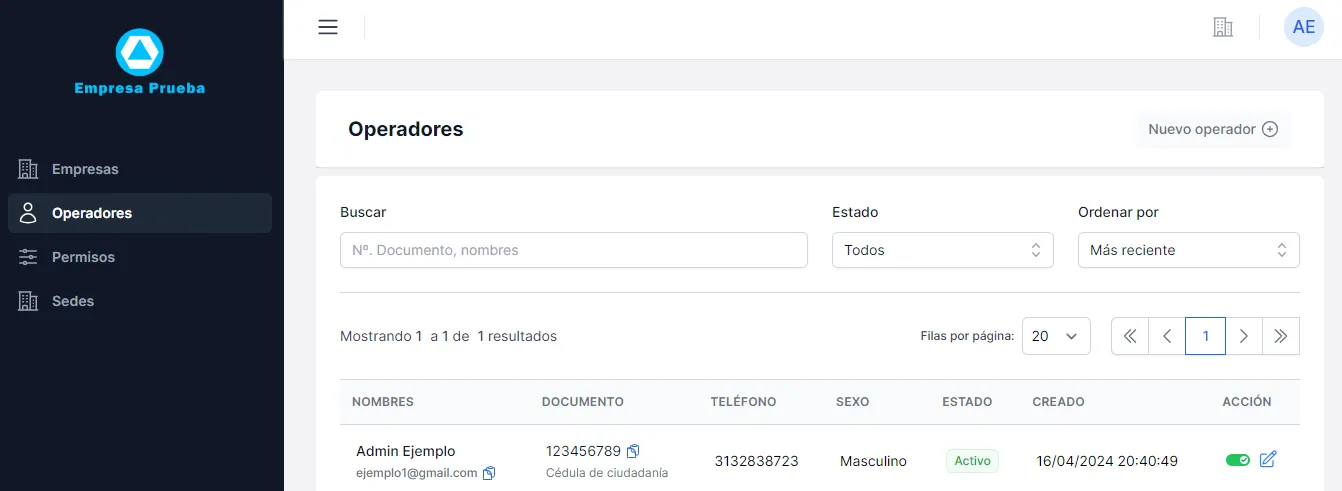 Empresa Prueba
Empresas
Operadores
Permisos
Sedes
AE
Operadores
Nuevo operador
Buscar
Estado
Ordenar por
Nº. Documento, nombres
Todos
Más reciente
Mostrando 1 a 1 de 1 resultados
Filas por página: 20
1
NOMBRES DOCUMENTO TELÉFONO SEXO ESTADO CREADO ACCIÓN
Admin Ejemplo
ejemplo1@gmail.com
123456789
Cédula de ciudadanía
3132838723
Masculino
Activo
16/04/2024 20:40:49